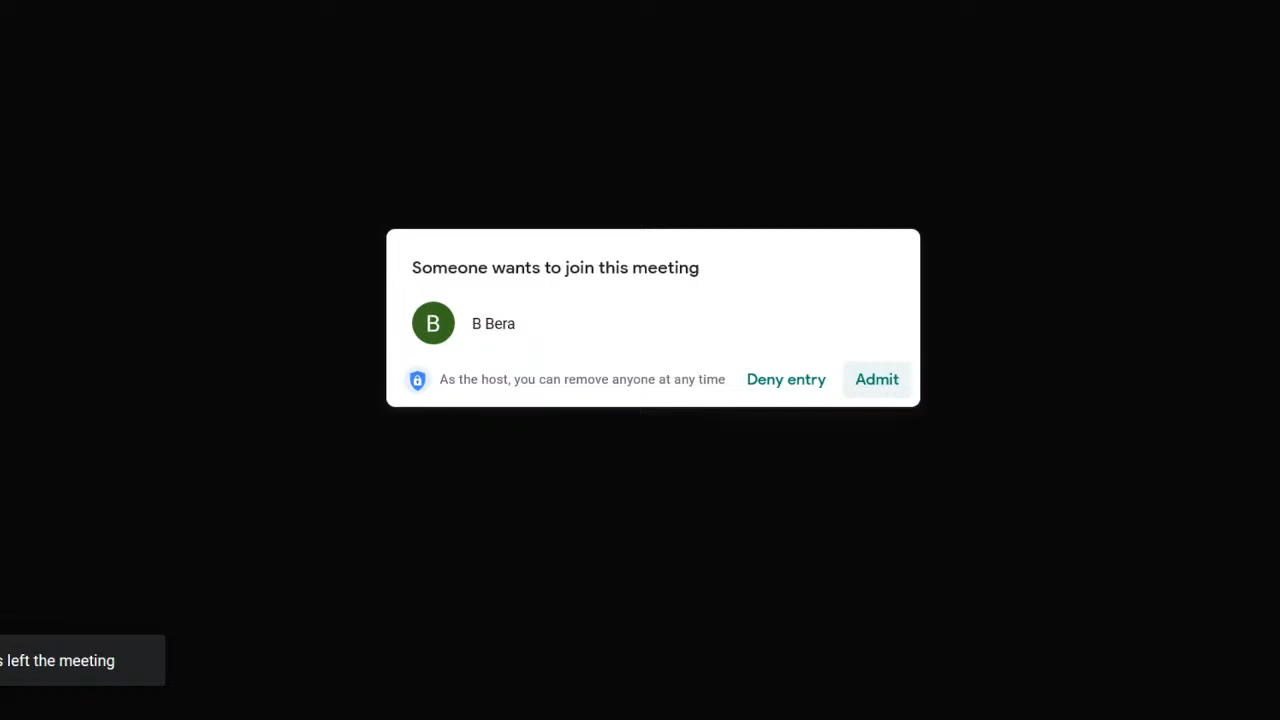 Someone wants to join this meeting
B
B Bera
As the host, you can remove anyone at any time
Deny entry
Admit
left the meeting